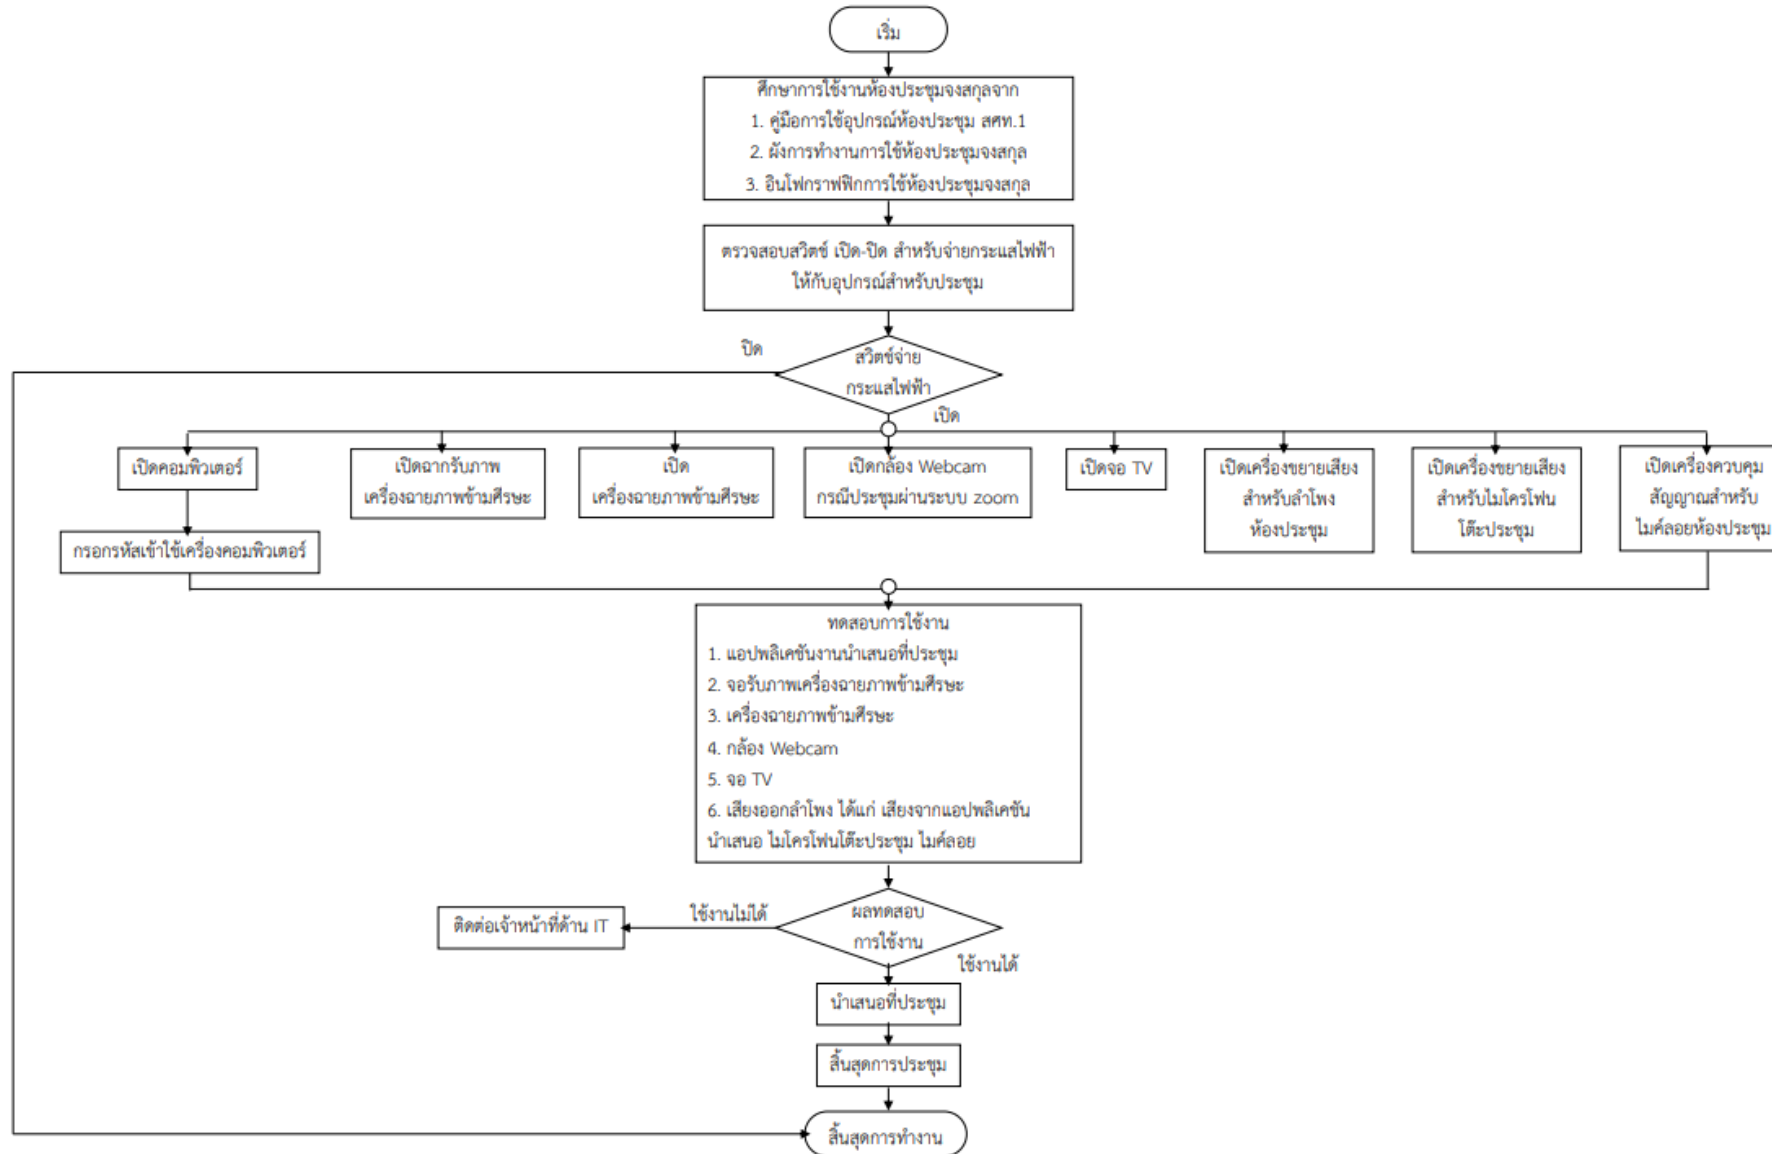 เริ่ม
ศึกษาการใช้งานห้องประชุมจงสกุลจาก
1. คู่มือการใช้อุปกรณ์ห้องประชุม สศท.1
2. ผังการทำงานการใช้ห้องประชุมจงสกุล
3. อินโฟกราฟฟิกการใช้ห้องประชุมจงสกุล
ตรวจสอบสวิตช์ เปิด-ปิด สำหรับจ่ายกระแสไฟฟ้า
ให้กับอุปกรณ์สำหรับประชุม
ปิด
สวิตช์จ่าย
กระแสไฟฟ้า
เปิด
เปิดคอมพิวเตอร์
เปิดฉากรับภาพ
เครื่องฉายภาพข้ามศีรษะ
เปิด
เครื่องฉายภาพข้ามศีรษะ
เปิดกล้อง Webcam
กรณีประชุมผ่านระบบ zoom
เปิดจอ TV
เปิดเครื่องขยายเสียง
สำหรับลำโพง
ห้องประชุม
เปิดเครื่องขยายเสียง
สำหรับไมโครโฟน
โต๊ะประชุม
เปิดเครื่องควบคุม
สัญญาณสำหรับ
ไมค์ลอยห้องประชุม
กรอกรหัสเข้าใช้เครื่องคอมพิวเตอร์
ทดสอบการใช้งาน
1. แอปพลิเคชันงานนำเสนอที่ประชุม
2. จอรับภาพเครื่องฉายภาพข้ามศีรษะ
3. เครื่องฉายภาพข้ามศีรษะ
4. กล้อง Webcam
5. จอ TV
6. เสียงออกลำโพง ได้แก่ เสียงจากแอปพลิเคชัน
นำเสนอ ไมโครโฟนโต๊ะประชุม ไมค์ลอย
ติดต่อเจ้าหน้าที่ด้าน IT
ใช้งานไม่ได้
ผลทดสอบ
การใช้งาน
ใช้งานได้
นำเสนอที่ประชุม
สิ้นสุดการประชุม
สิ้นสุดการทำงาน